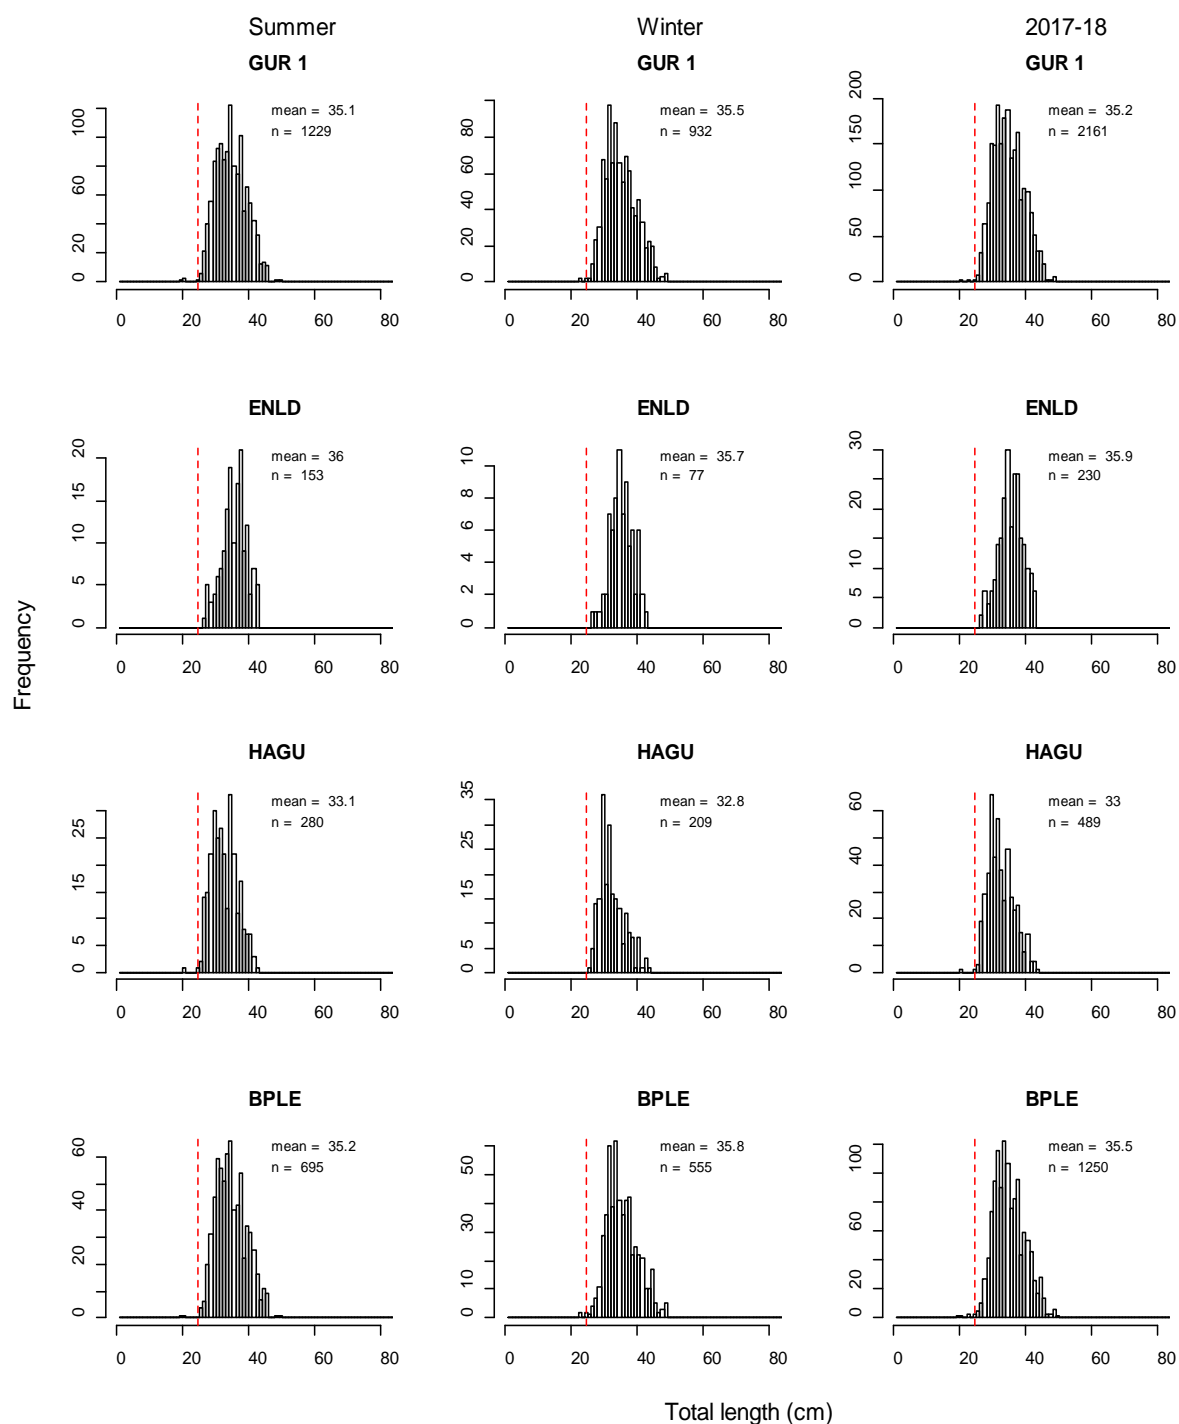 Summer Winter 2017-18
GUR 1 GUR 1 GUR 1
mean = 35.1
n = 1229
0 20 60 100
0 20 40 60 80
mean = 35.5
n = 932
0 20 40 60 80
0 20 40 60 80
mean = 35.2
n = 2161
0 50 100 150 200
0 20 40 60 80
ENLD ENLD ENLD
mean = 36
n = 153
0 5 10 15 20
0 20 40 60 80
mean = 35.7
n = 77
0 2 4 6 8 10
0 20 40 60 80
mean = 35.9
n = 230
0 5 10 20 30
0 20 40 60 80
Frequency
HAGU HAGU HAGU
mean = 33.1
n = 280
0 5 15 25
0 20 40 60 80
mean = 32.8
n = 209
0 5 15 25 35
0 20 40 60 80
mean = 33
n = 489
0 20 40 60
0 20 40 60 80
BPLE BPLE BPLE
mean = 35.2
n = 695
0 20 40 60
0 20 40 60 80
mean = 35.8
n = 555
0 10 30 50
0 20 40 60 80
mean = 35.5
n = 1250
0 20 60 100
0 20 40 60 80
Total length (cm)